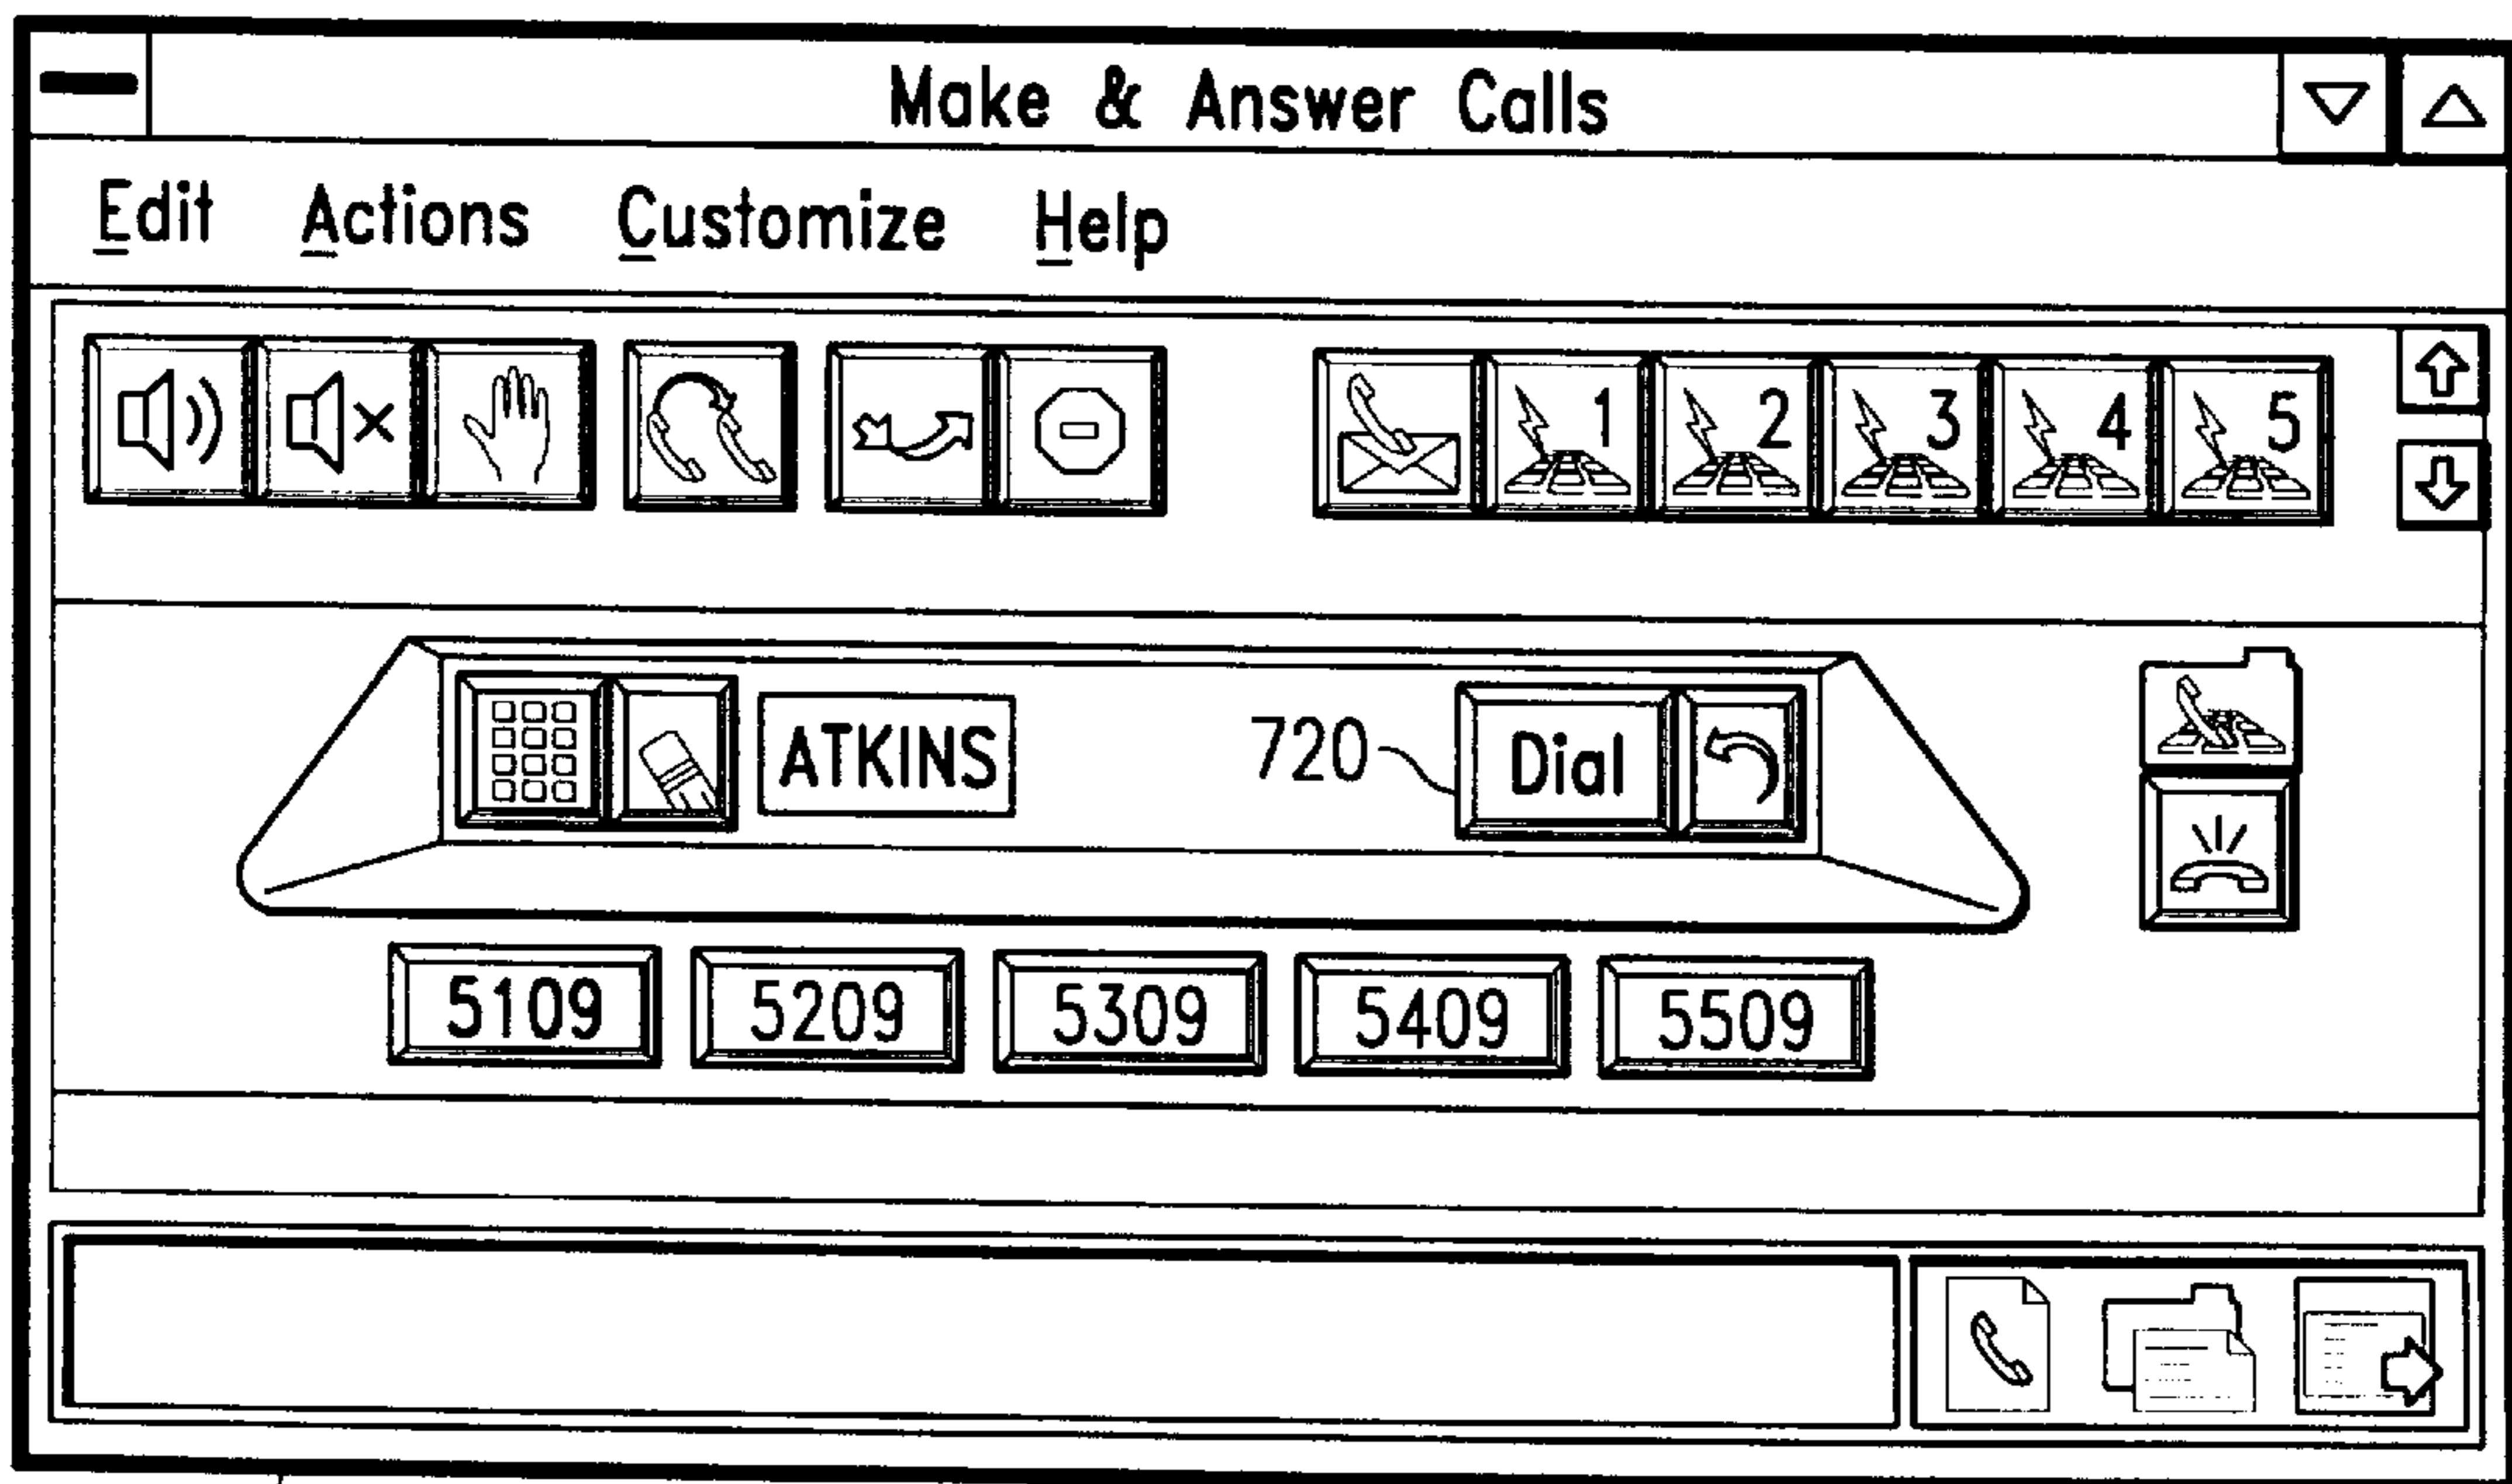 Make & Answer Calls
Edit Actions Customize Help
1 2 3 4 5
ATKINS 720 Dial
5109 5209 5309 5409 5509